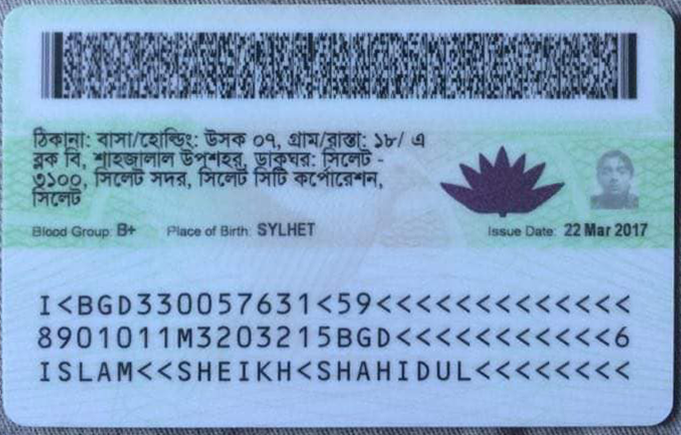 ঠিকানা: বাসা/হোল্ডিং: উসক ০৭, গ্রাম/রাস্তা: ১৮/ এ
ব্লক বি, শাহজালাল উপশহর, ডাকঘর: সিলেট -
৩১০০, সিলেট সদর, সিলেট সিটি কর্পোরেশন,
সিলেট
Blood Group: B+ Place of Birth: SYLHET Issue Date: 22 Mar 2017
I<BGD330057631<59<<<<<<<<<<<<<
8901011M3203215BGD<<<<<<<<<<<6
ISLAM<<SHEIKH<SHAHIDUL<<<<<<<<